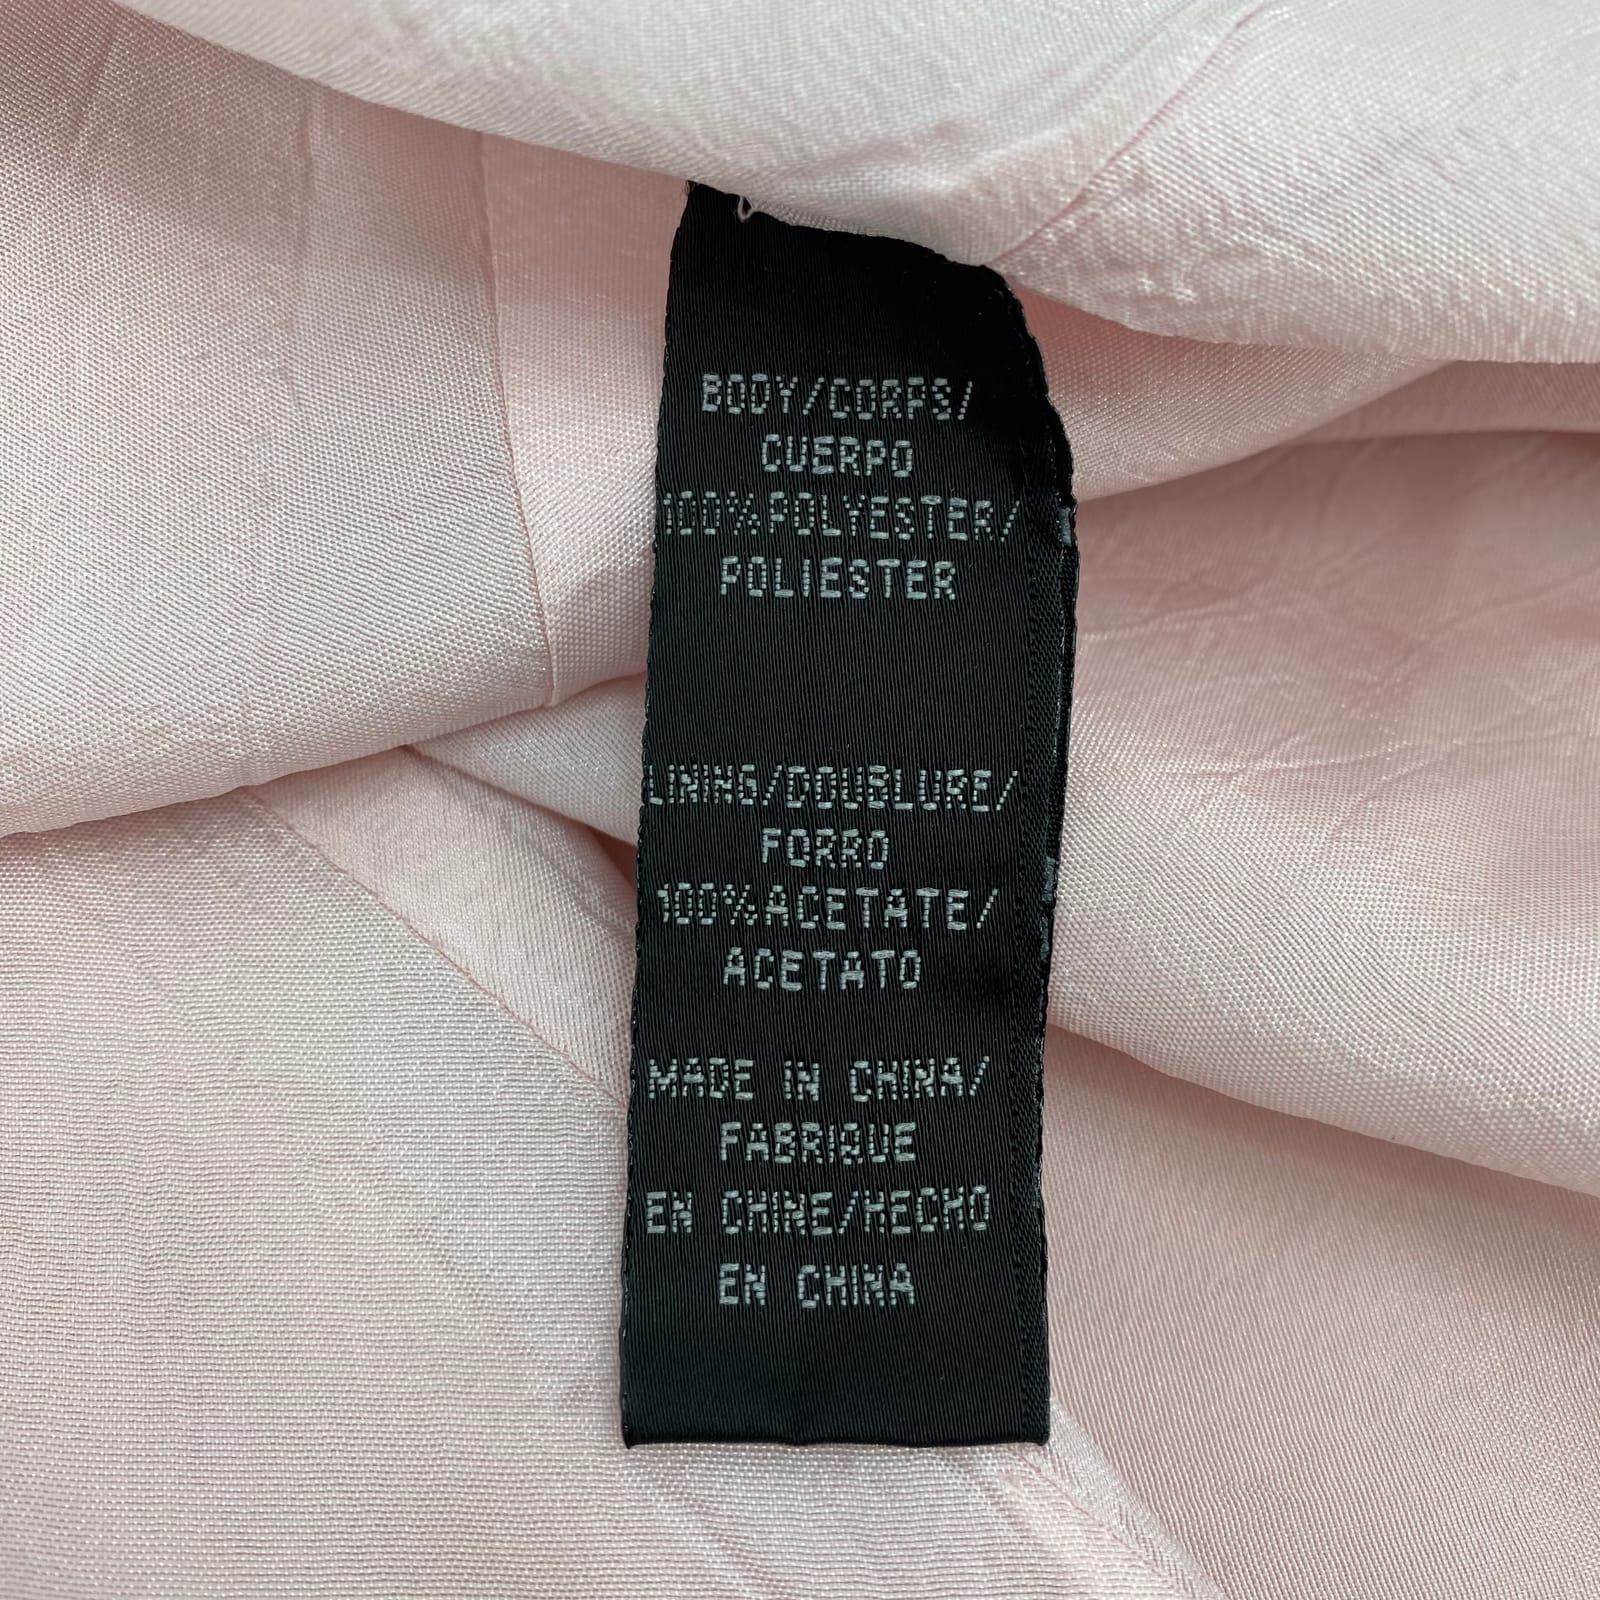 BODY/CORPS/
CUERPO
100%POLYESTER/
POLIESTER
LINING/DOUBLURE/
FORRO
100%ACETATE/
ACETATO
MADE IN CHINA/
FABRIQUE
EN CHINE/HECHO
EN CHINA